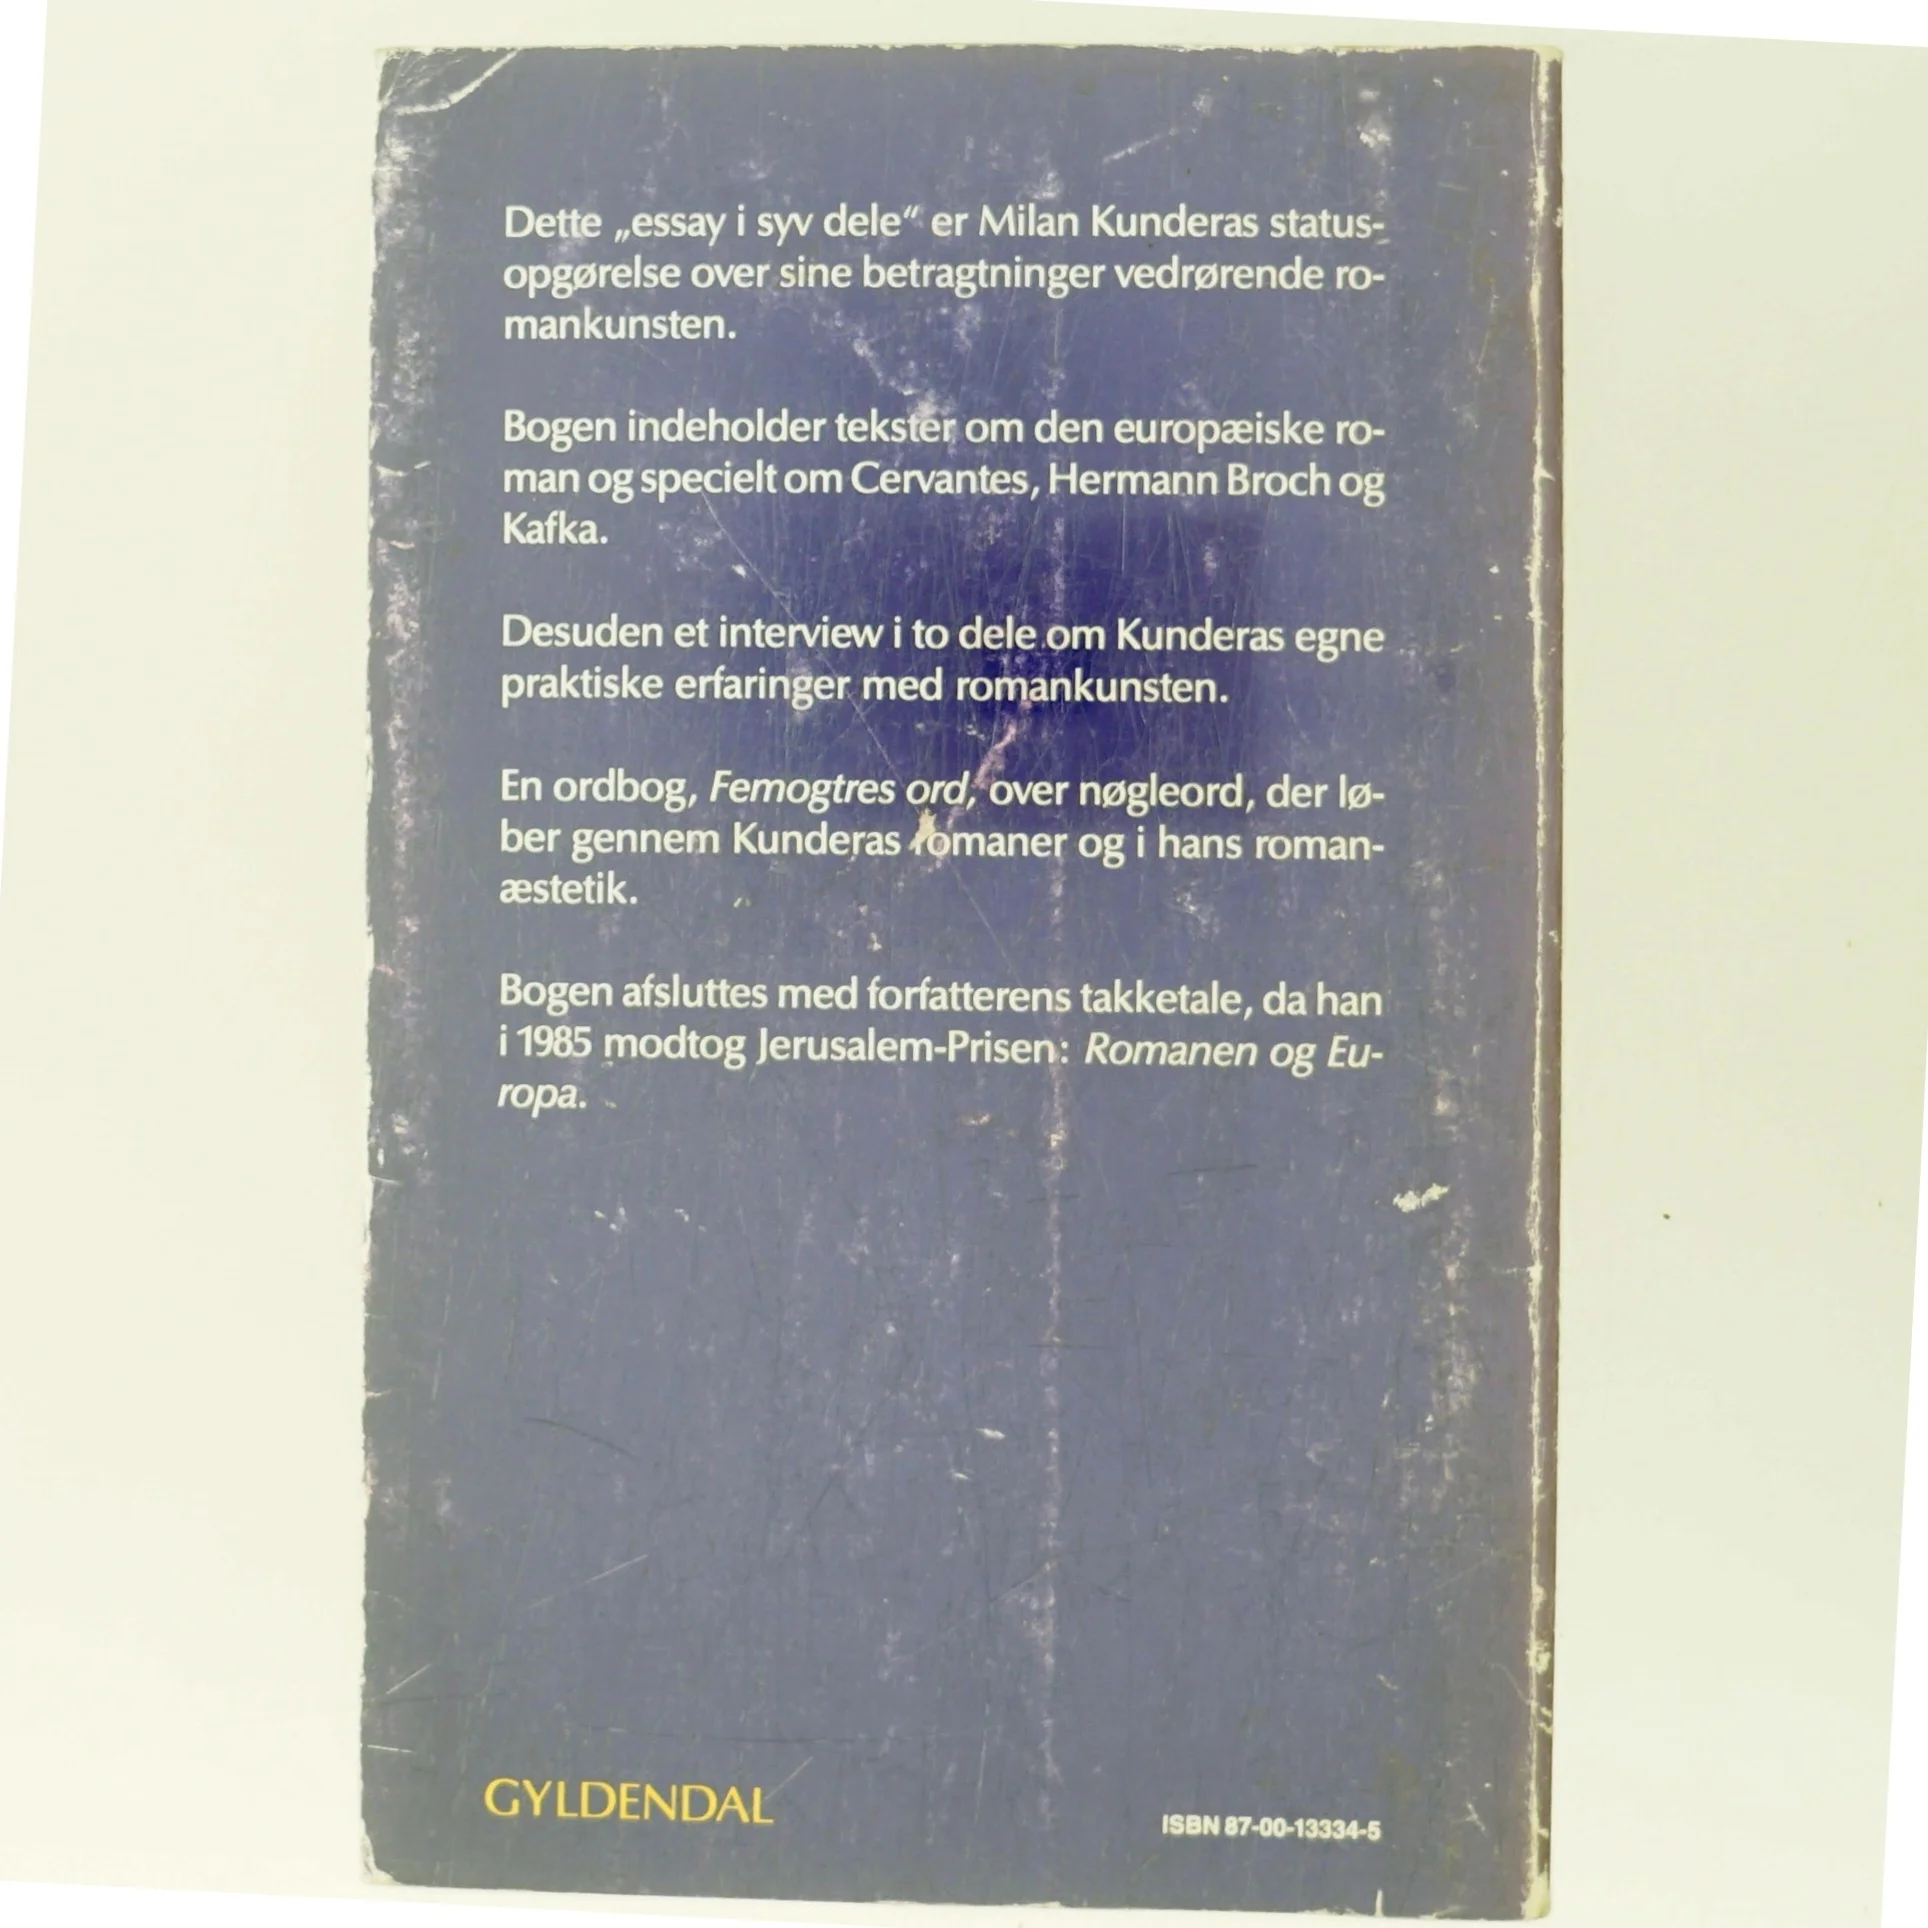 Dette „essay i syv dele“ er Milan Kunderas status-
opgørelse over sine betragtninger vedrørende ro-
mankunsten.
Bogen indeholder tekster om den europæiske ro-
man og specielt om Cervantes, Hermann Broch og
Kafka.
Desuden et interview i to dele om Kunderas egne
praktiske erfaringer med romankunsten.
En ordbog, Femogtres ord, over nøgleord, der lø-
ber gennem Kunderas romaner og i hans roman-
æstetik.
Bogen afsluttes med forfatterens takketale, da han
i 1985 modtog Jerusalem-Prisen: Romanen og Eu-
ropa.
GYLDENDAL
ISBN 87-00-13334-5